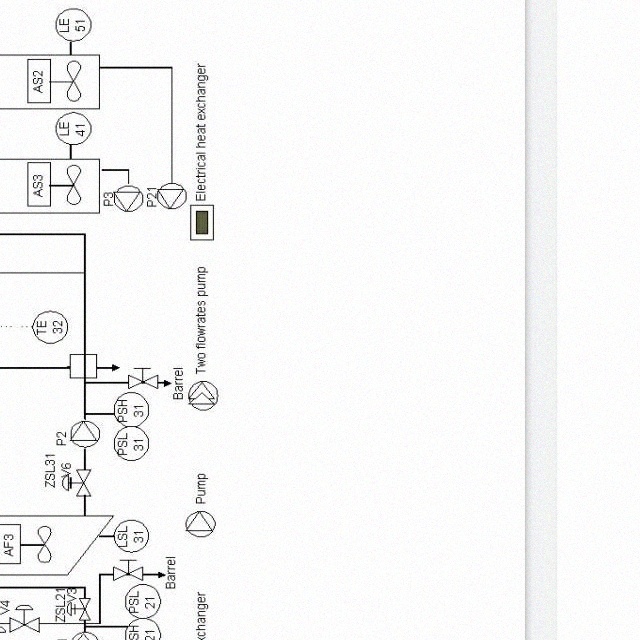 LE
51
AS2
LE
41
AS3
P3
P21
Electrical heat exchanger
TE
32
Two flowrates pump
Barrel
PSH
31
P2
PSL
31
ZSL31
V6
Pump
AF3
LSL
31
Barrel
V4
ZSL21
V3
PSL
21
SH
21
xchanger